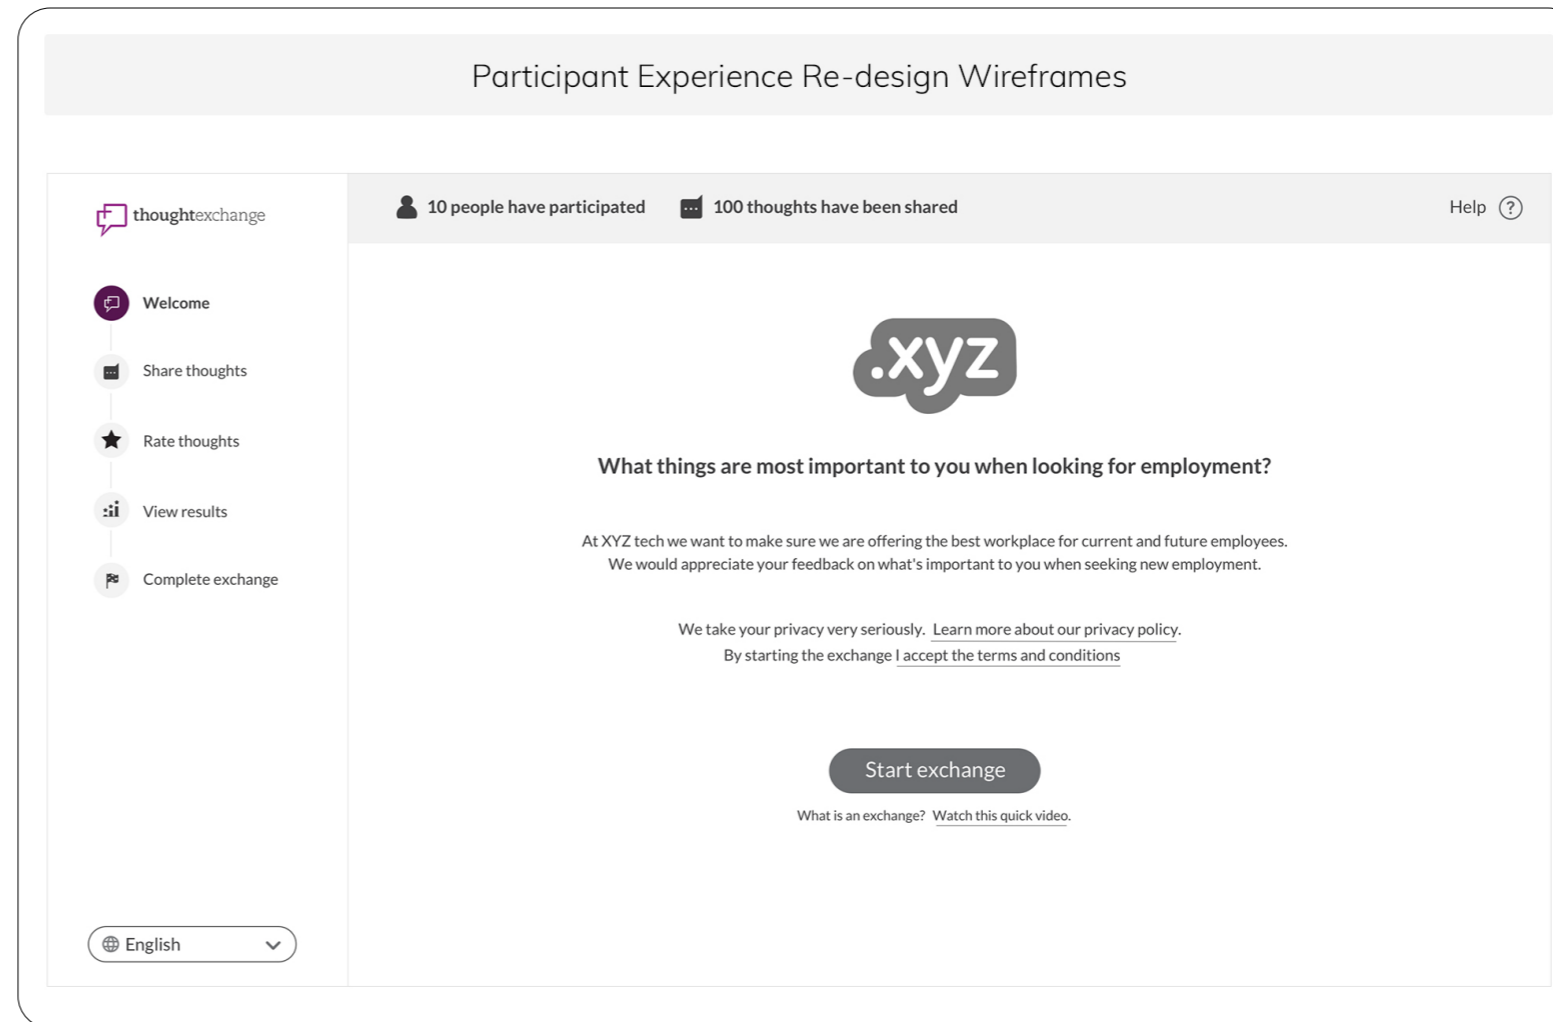 Participant Experience Re-design Wireframes
thoughtexchange
10 people have participated
100 thoughts have been shared
Help ?
Welcome
Share thoughts
Rate thoughts
View results
Complete exchange
English
.xyz
What things are most important to you when looking for employment?
At XYZ tech we want to make sure we are offering the best workplace for current and future employees.
We would appreciate your feedback on what's important to you when seeking new employment.
We take your privacy very seriously. Learn more about our privacy policy.
By starting the exchange I accept the terms and conditions
Start exchange
What is an exchange? Watch this quick video.